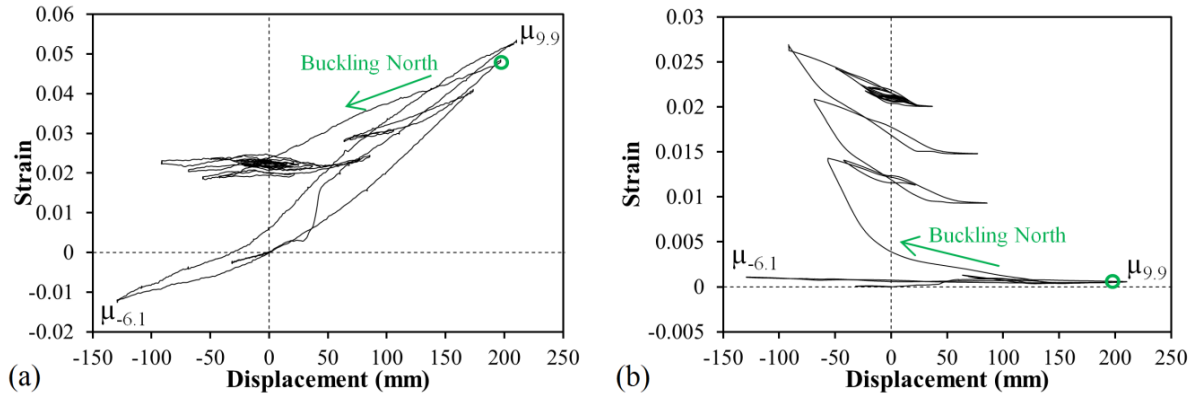 0.06
0.05
0.04
0.03
0.02
0.01
0
-0.01
-0.02
Strain
μ9.9
Buckling North
μ-6.1
-150 -100 -50 0 50 100 150 200 250
Displacement (mm)
(a)
0.03
0.025
0.02
0.015
0.01
0.005
0
-0.005
Strain
Buckling North
μ-6.1
μ9.9
-150 -100 -50 0 50 100 150 200 250
Displacement (mm)
(b)